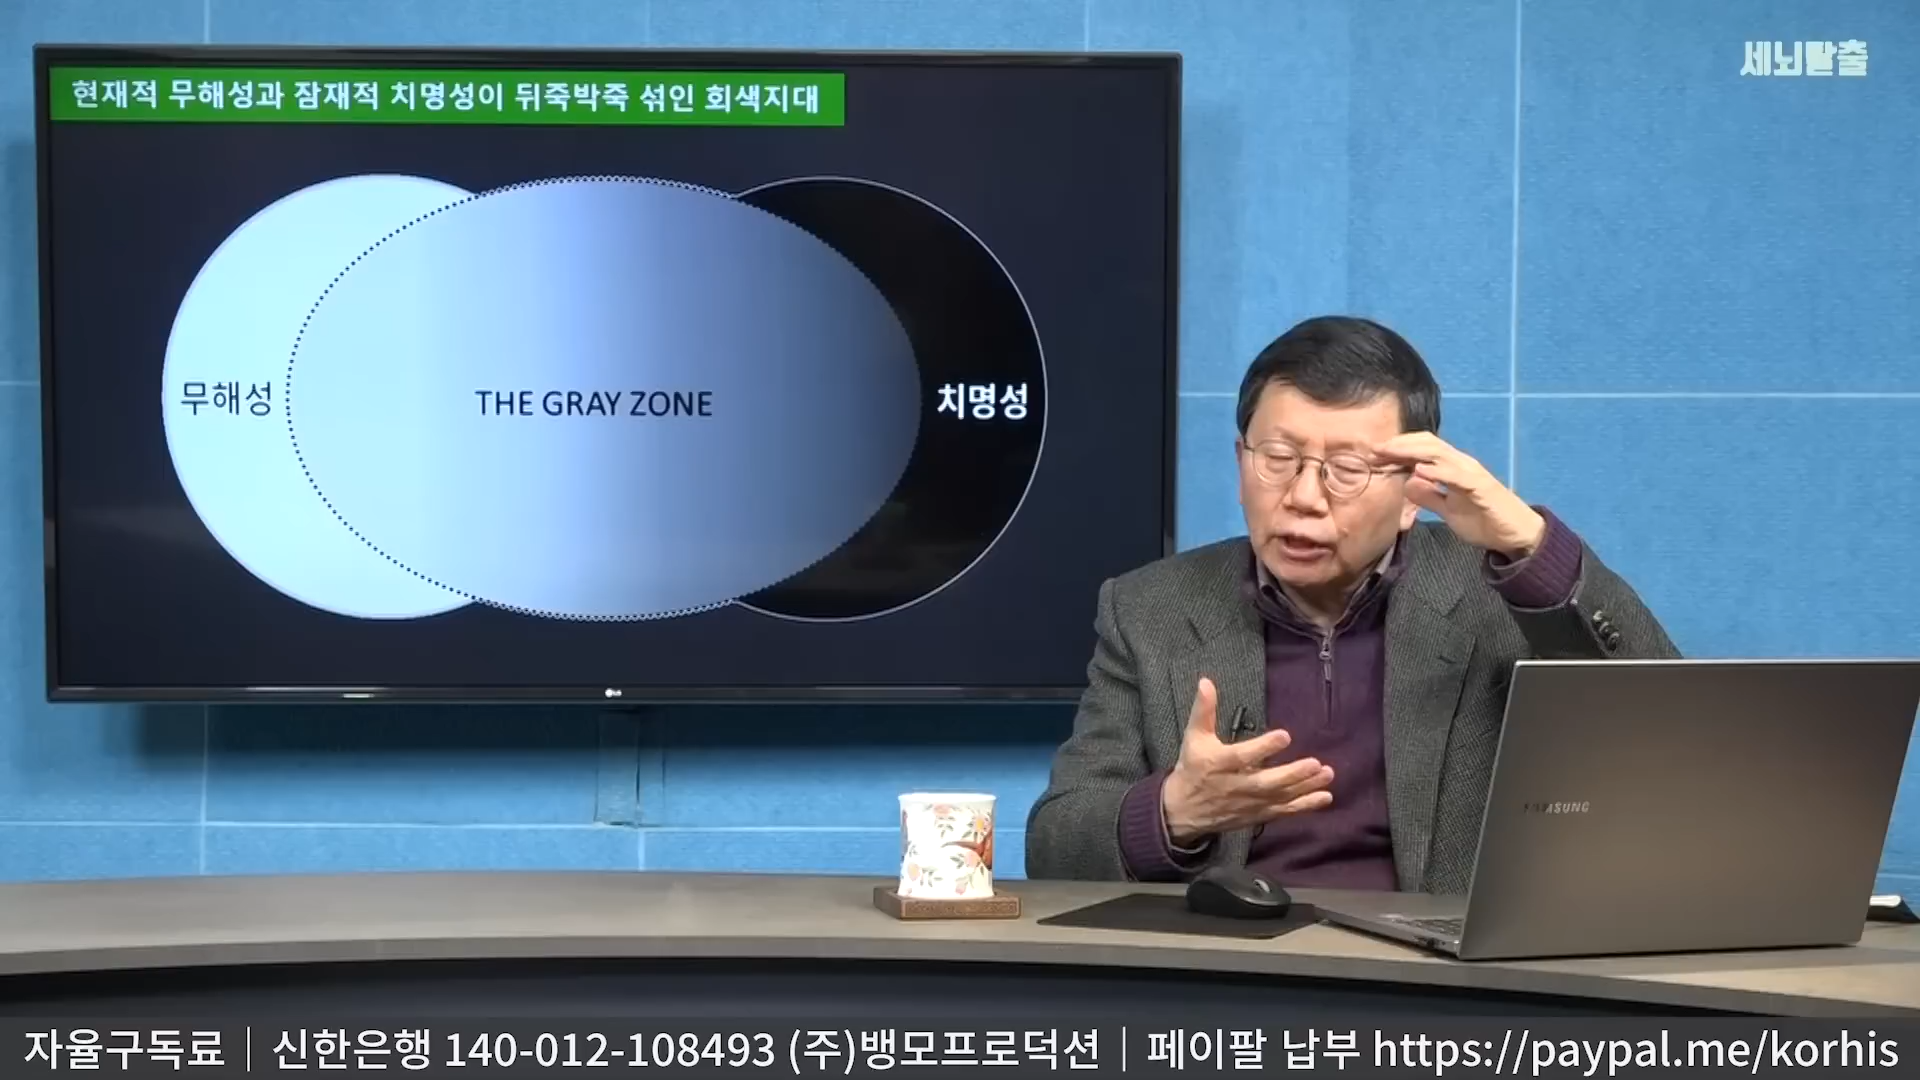 세뇌탈출
현재적 무해성과 잠재적 치명성이 뒤죽박죽 섞인 회색지대
무해성
THE GRAY ZONE
치명성
LG
SAMSUNG
자율구독료｜신한은행 140-012-108493 (주)뱅모프로덕션｜페이팔 납부 https://paypal.me/korhis